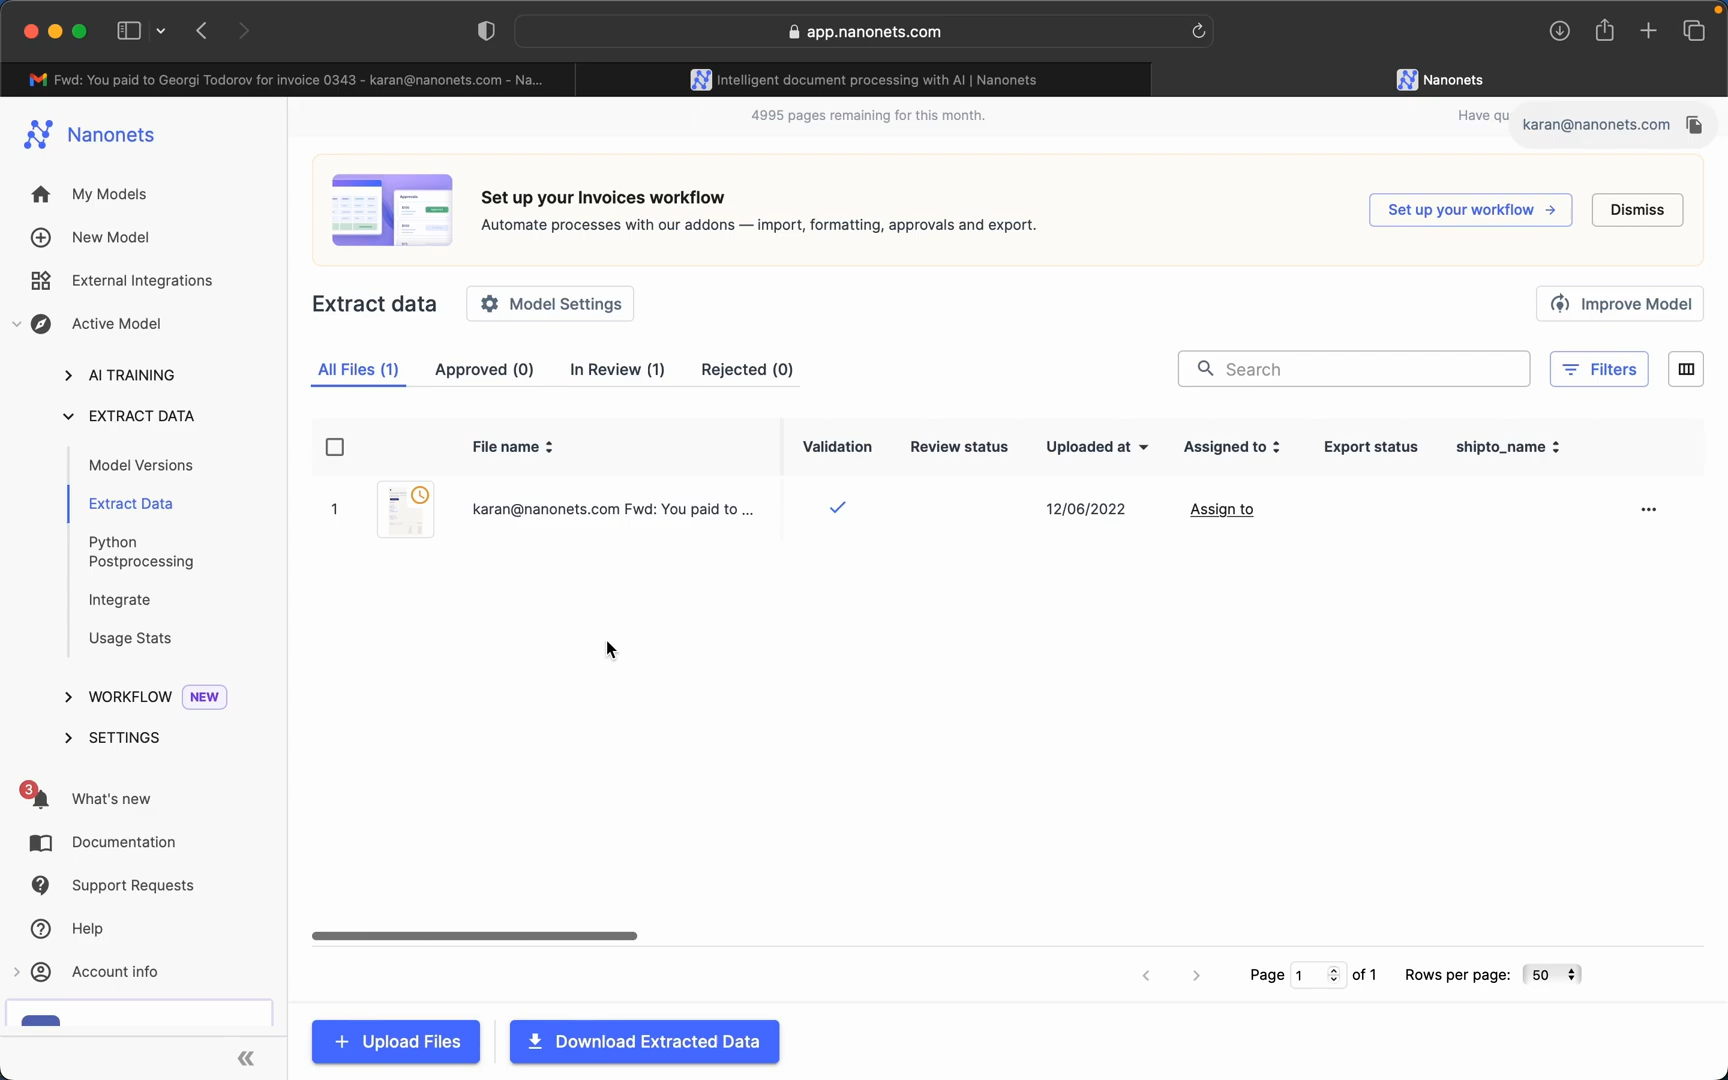 app.nanonets.com
Fwd: You paid to Georgi Todorov for invoice 0343 - karan@nanonets.com - Na...
Intelligent document processing with AI | Nanonets
Nanonets
Nanonets
4995 pages remaining for this month.
Have qu
karan@nanonets.com
My Models
New Model
External Integrations
Active Model
AI TRAINING
EXTRACT DATA
Model Versions
Extract Data
Python
Postprocessing
Integrate
Usage Stats
WORKFLOW NEW
SETTINGS
3
What's new
Documentation
Support Requests
Help
Account info
Set up your Invoices workflow
Automate processes with our addons — import, formatting, approvals and export.
Set up your workflow →
Dismiss
Extract data
Model Settings
Improve Model
All Files (1)
Approved (0)
In Review (1)
Rejected (0)
Search
Filters
File name
Validation
Review status
Uploaded at
Assigned to
Export status
shipto_name
1
karan@nanonets.com Fwd: You paid to ...
12/06/2022
Assign to
Page 1 of 1
Rows per page: 50
+ Upload Files
Download Extracted Data